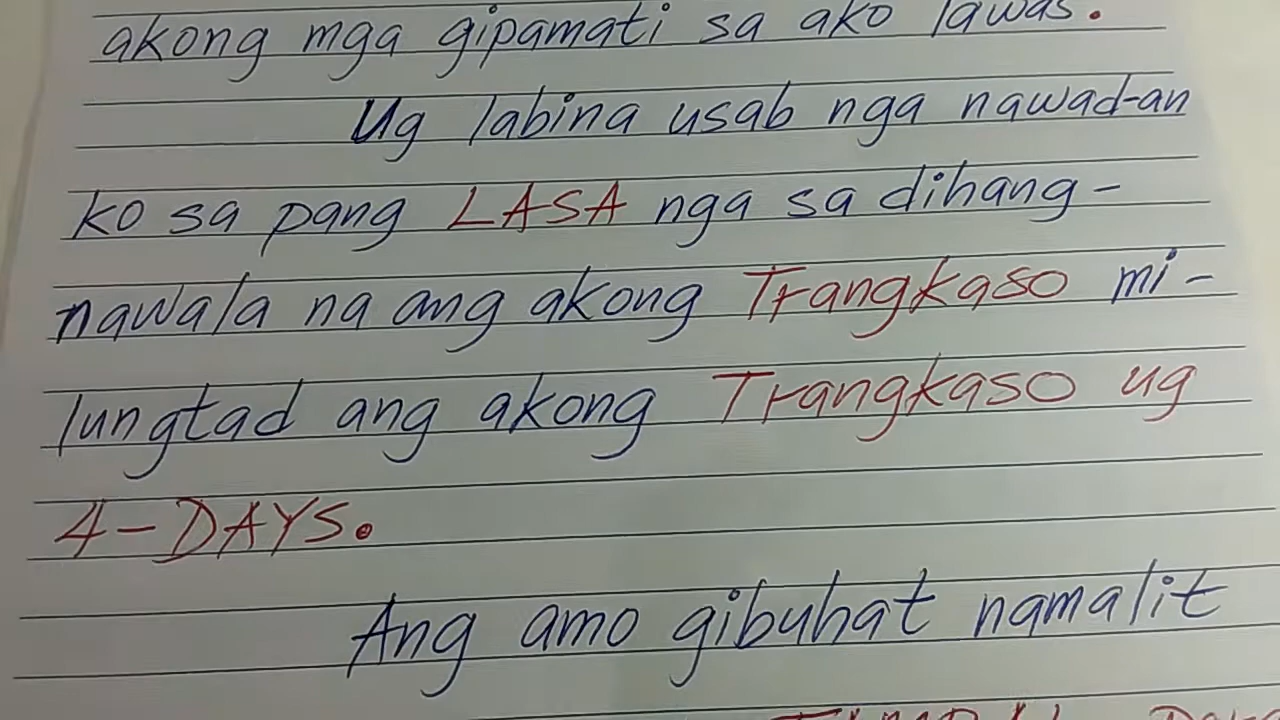 akong mga gipamati sa ako lawas.
Ug labina usab nga nawad-an
ko sa pang LASA nga sa dihang-
nawala na ang akong Trangkaso mi-
lungtad ang akong Trangkaso ug
4-DAYS.
Ang amo gibuhat namalit